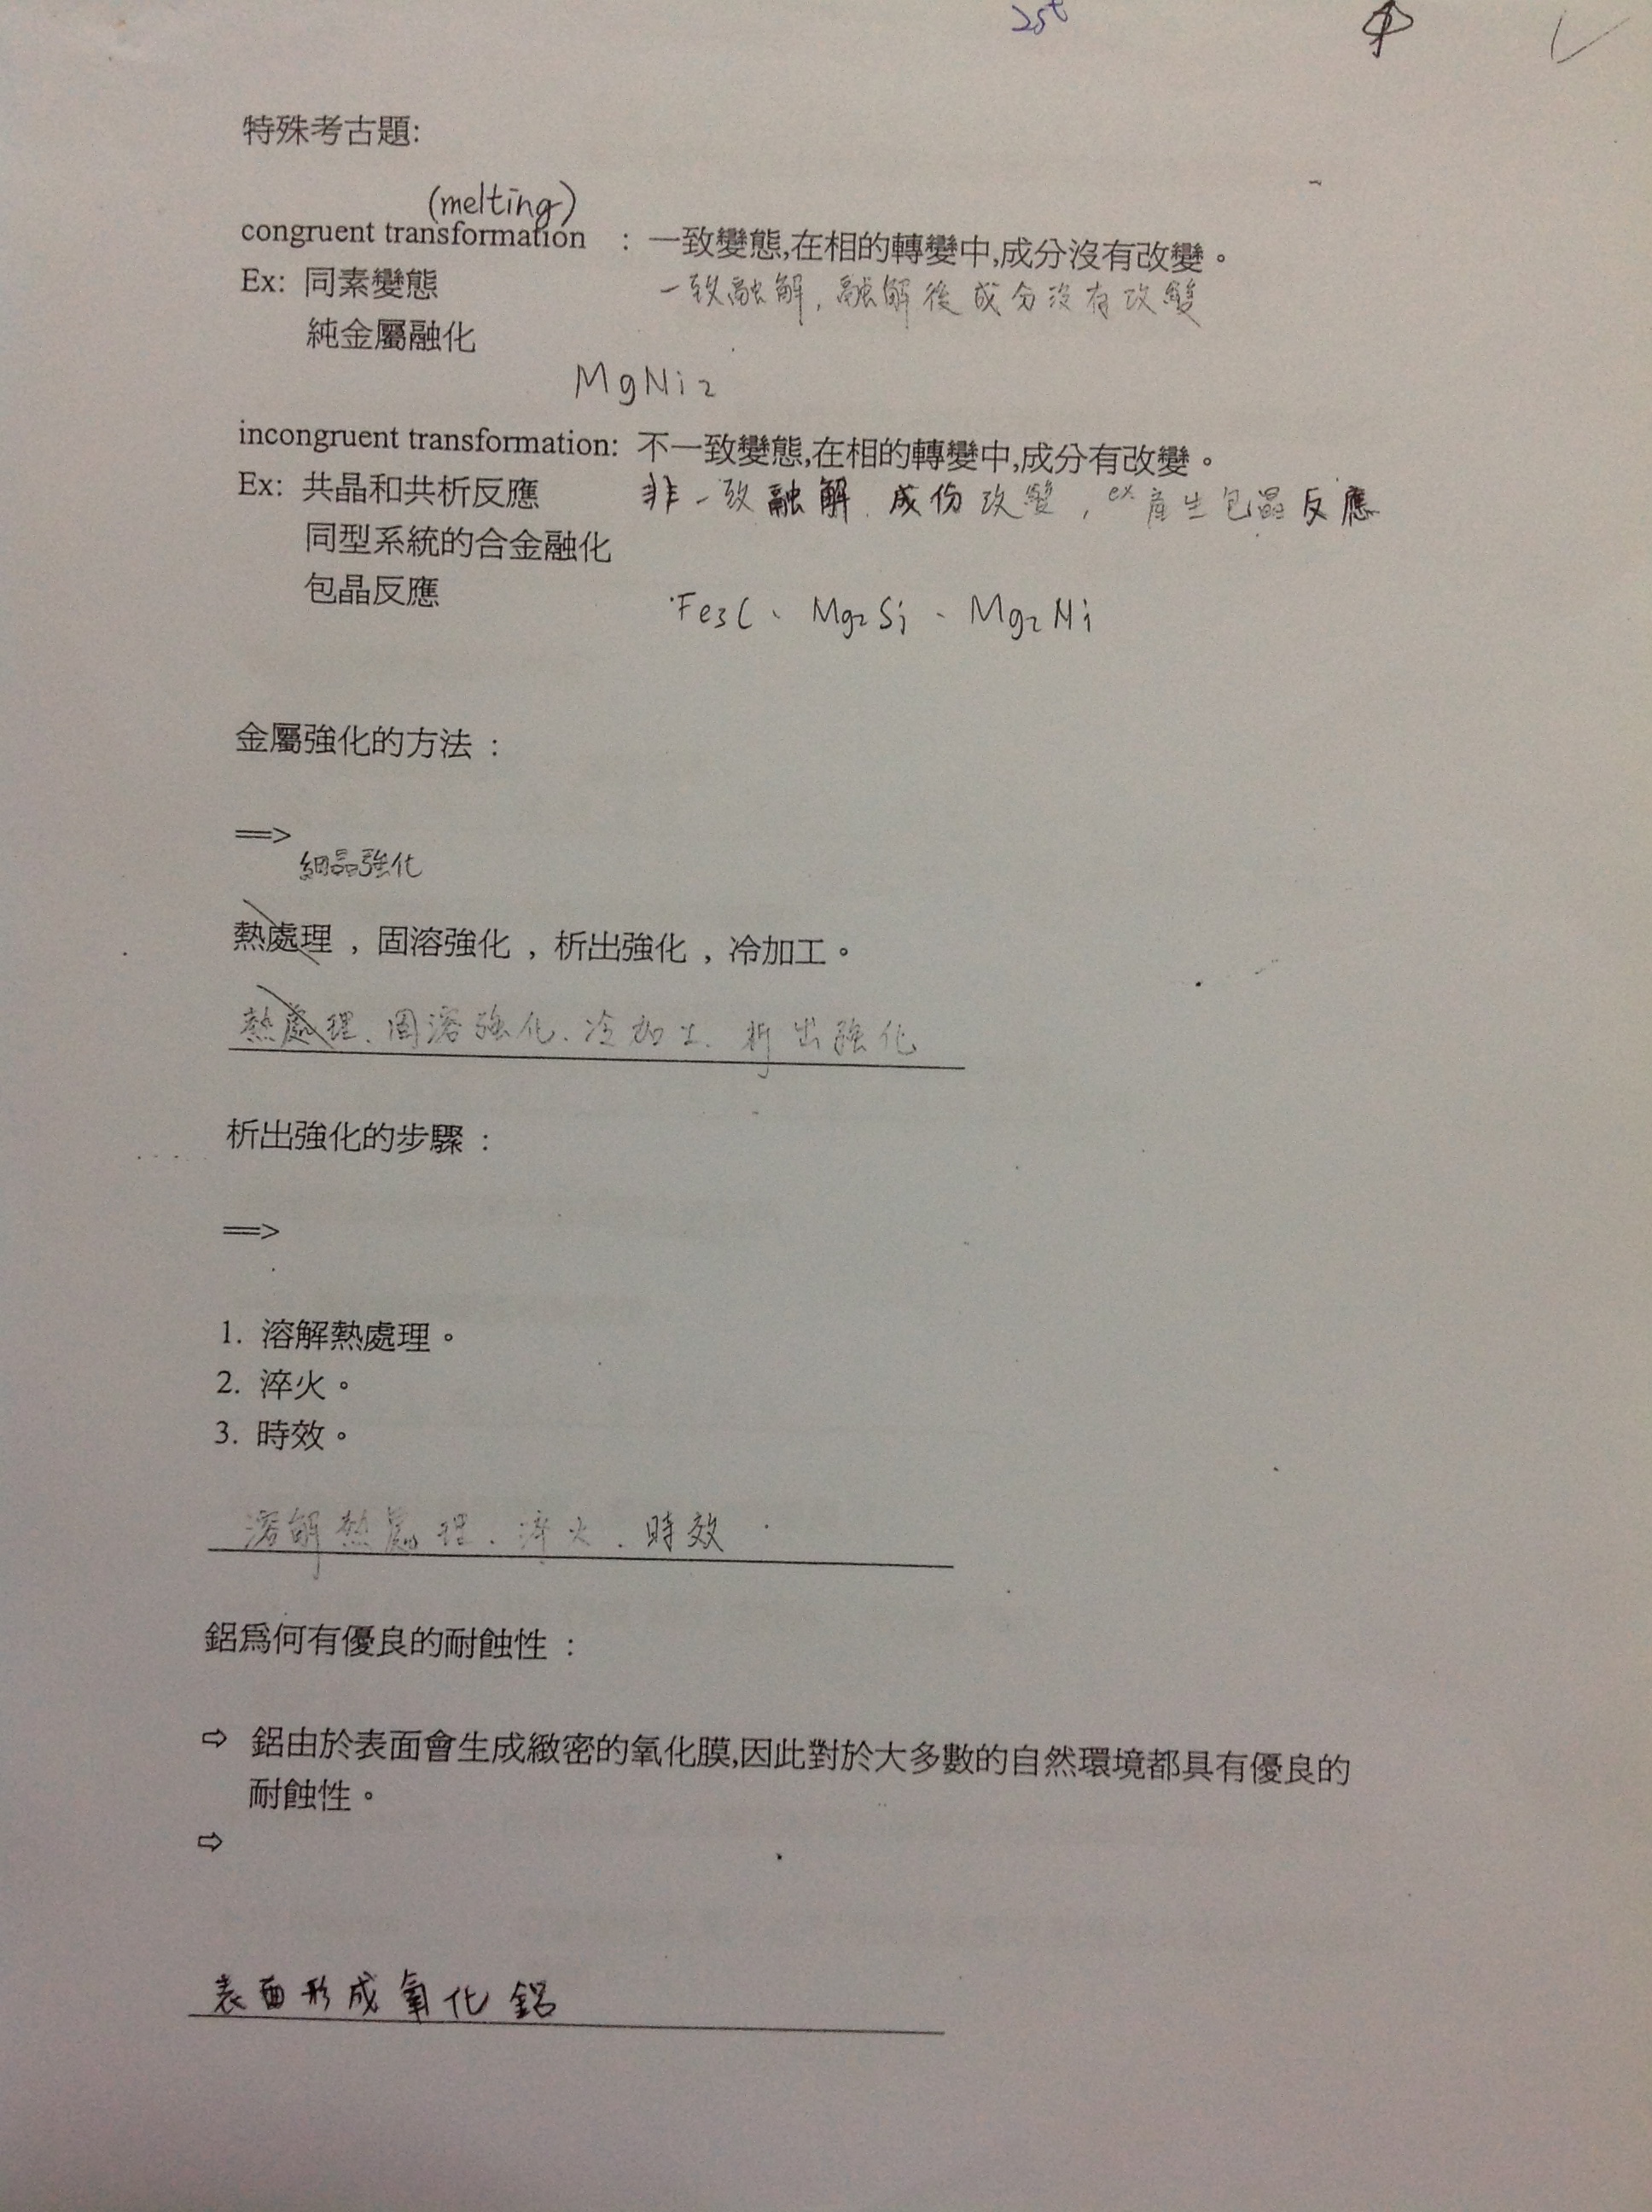 2st
特殊考古題:
(melting)
congruent transformation : 一致變態,在相的轉變中,成分沒有改變。
Ex: 同素變態 一致融解, 融解後成分沒有改變
純金屬融化
MgNi2
incongruent transformation: 不一致變態,在相的轉變中,成分有改變。
Ex: 共晶和共析反應 非一致融解. 成份改變, ex 產生包晶反應
同型系統的合金融化
包晶反應
Fe3C、Mg2Si、Mg2Ni
金屬強化的方法:
==>
細晶強化
熱處理,固溶強化,析出強化,冷加工。
熱處理、固溶強化、冷加工、析出強化
析出強化的步驟:
==>
1. 溶解熱處理。
2. 淬火。
3. 時效。
溶解熱處理、淬火、時效
鋁為何有優良的耐蝕性:
⇨ 鋁由於表面會生成緻密的氧化膜,因此對於大多數的自然環境都具有優良的
耐蝕性。
⇨
表面形成氧化鋁